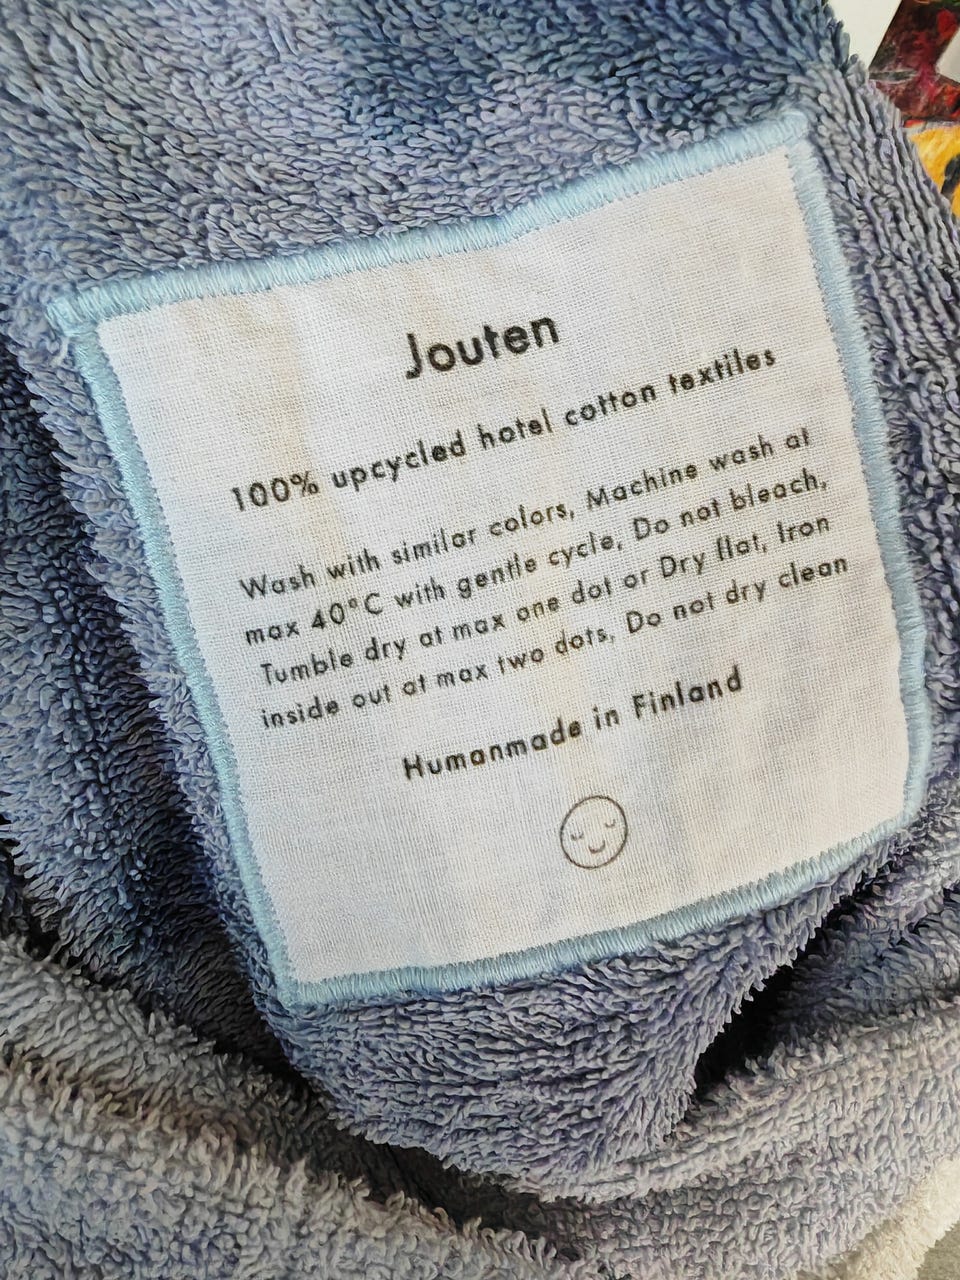 Jouten
100% upcycled hotel cotton textiles
Wash with similar colors, Machine wash at
max 40°C with gentle cycle, Do not bleach,
Tumble dry at max one dot or Dry flat, Iron
inside out at max two dots, Do not dry clean
Humanmade in Finland